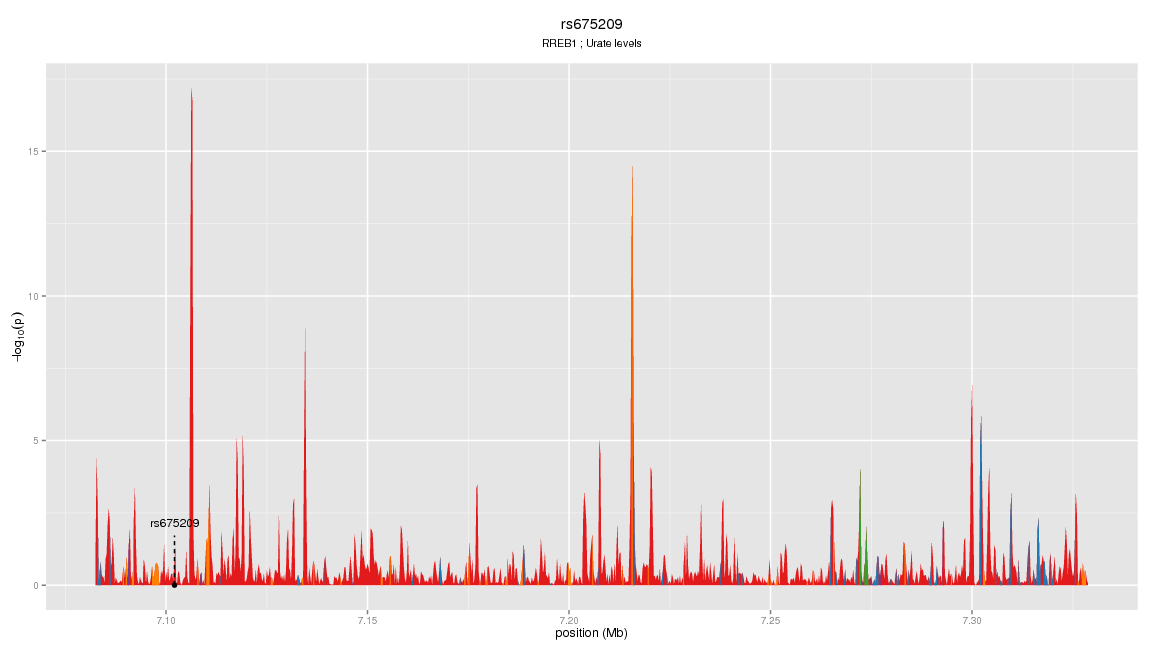 rs675209
RREB1 ; Urate levels
15
10
5
0
−log10(p)
rs675209
7.10
7.15
7.20
7.25
7.30
position (Mb)